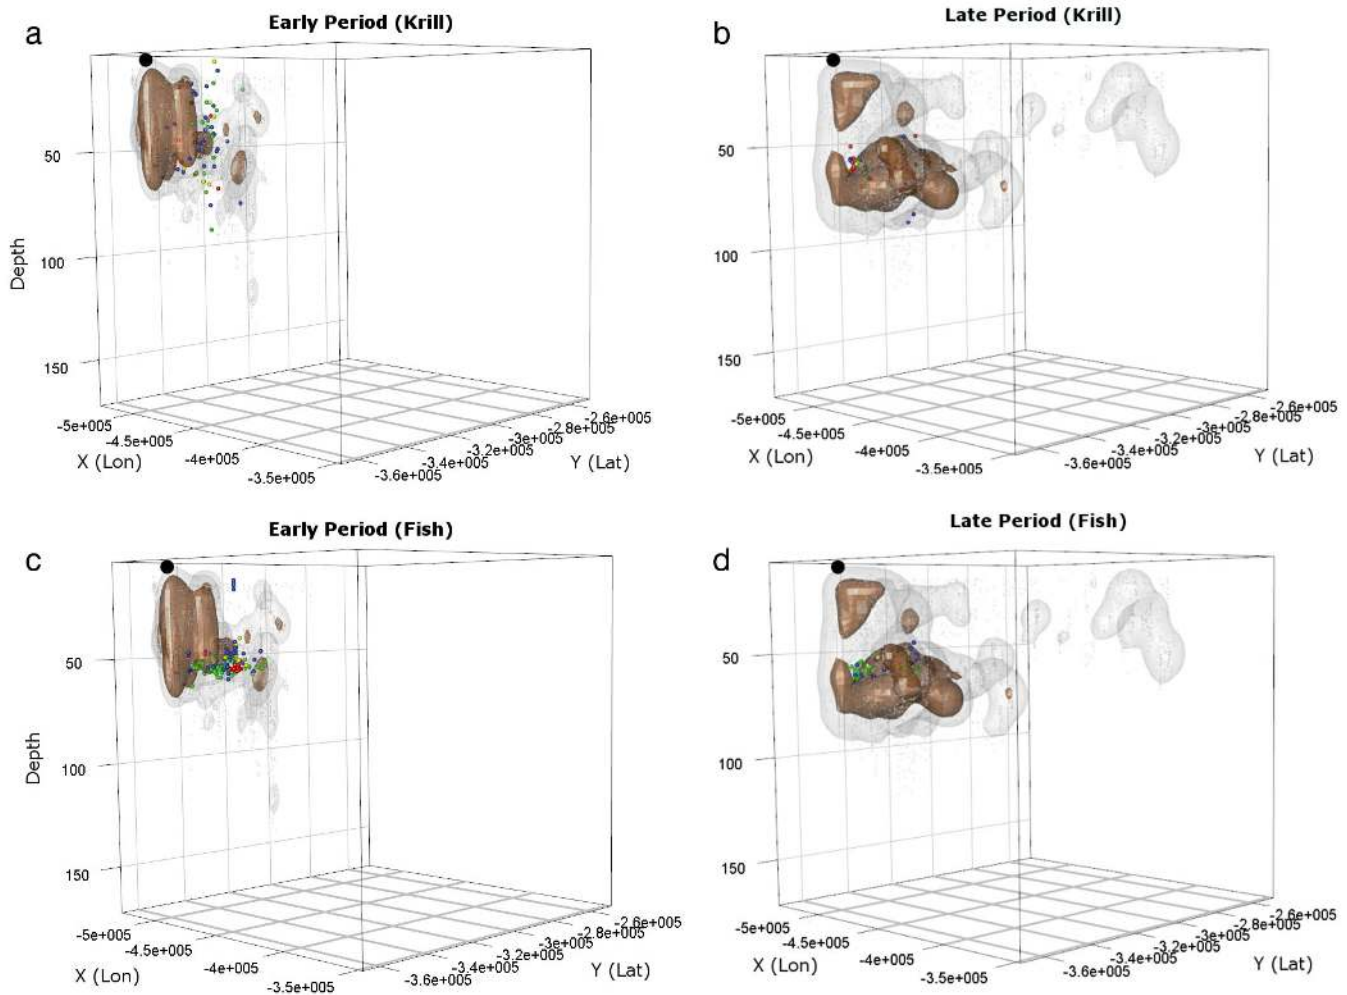 a
Early Period (Krill)
50
100
150
Depth
-5e+005
-4.5e+005
-4e+005
-3.5e+005
X (Lon)
-3.6e+005
-3.4e+005
-3.2e+005
-3e+005
-2.8e+005
-2.6e+005
Y (Lat)
b
Late Period (Krill)
50
100
150
-5e+005
-4.5e+005
-4e+005
-3.5e+005
X (Lon)
-3.6e+005
-3.4e+005
-3.2e+005
-3e+005
-2.8e+005
-2.6e+005
Y (Lat)
c
Early Period (Fish)
50
100
150
Depth
-5e+005
-4.5e+005
-4e+005
-3.5e+005
X (Lon)
-3.6e+005
-3.4e+005
-3.2e+005
-3e+005
-2.8e+005
-2.6e+005
Y (Lat)
d
Late Period (Fish)
50
100
150
-5e+005
-4.5e+005
-4e+005
-3.5e+005
X (Lon)
-3.6e+005
-3.4e+005
-3.2e+005
-3e+005
-2.8e+005
-2.6e+005
Y (Lat)